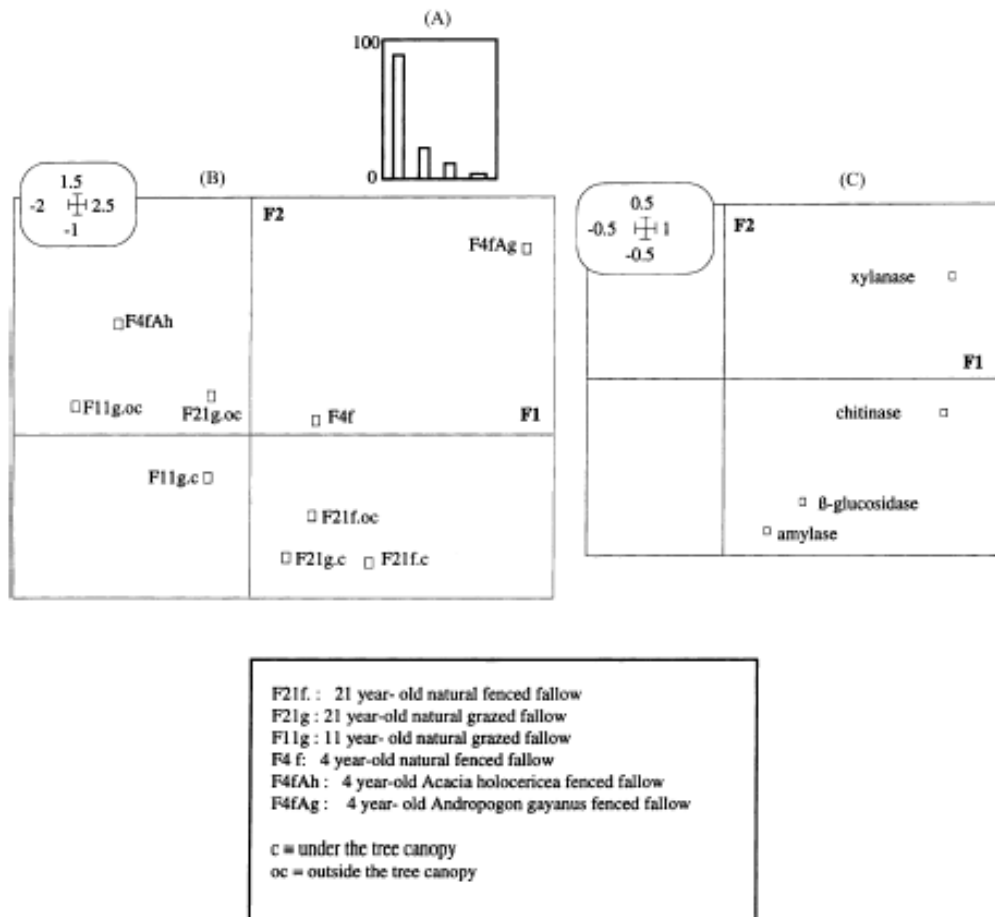 (A)
100
0
(B)
1.5
-2 2.5
-1
F2
F4fAg
F4fAh
F11g.oc
F21g.oc
F4f
F1
F11g.c
F21f.oc
F21g.c
F21f.c
(C)
0.5
-0.5 1
-0.5
F2
xylanase
F1
chitinase
ß-glucosidase
amylase
F21f. : 21 year- old natural fenced fallow
F21g : 21 year-old natural grazed fallow
F11g : 11 year- old natural grazed fallow
F4 f: 4 year-old natural fenced fallow
F4fAh : 4 year-old Acacia holocericea fenced fallow
F4fAg : 4 year- old Andropogon gayanus fenced fallow
c = under the tree canopy
oc = outside the tree canopy